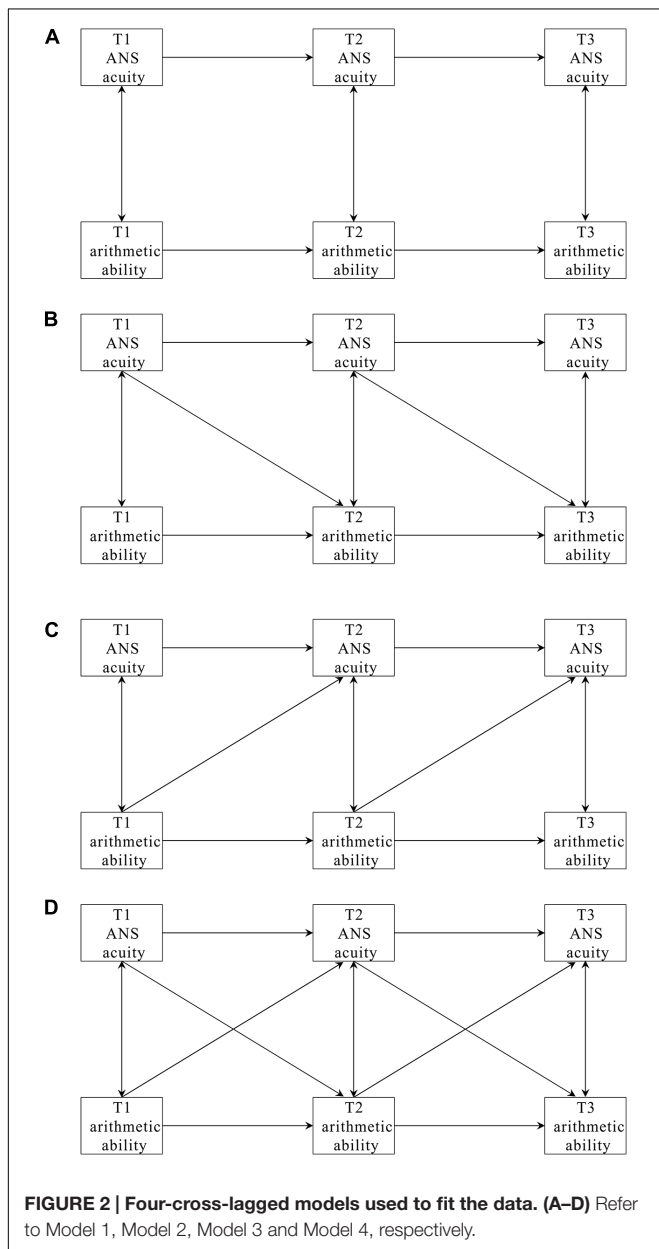 A
T1
ANS
acuity
T2
ANS
acuity
T3
ANS
acuity
T1
arithmetic
ability
T2
arithmetic
ability
T3
arithmetic
ability
B
T1
ANS
acuity
T2
ANS
acuity
T3
ANS
acuity
T1
arithmetic
ability
T2
arithmetic
ability
T3
arithmetic
ability
C
T1
ANS
acuity
T2
ANS
acuity
T3
ANS
acuity
T1
arithmetic
ability
T2
arithmetic
ability
T3
arithmetic
ability
D
T1
ANS
acuity
T2
ANS
acuity
T3
ANS
acuity
T1
arithmetic
ability
T2
arithmetic
ability
T3
arithmetic
ability
FIGURE 2 | Four-cross-lagged models used to fit the data. (A–D) Refer
to Model 1, Model 2, Model 3 and Model 4, respectively.